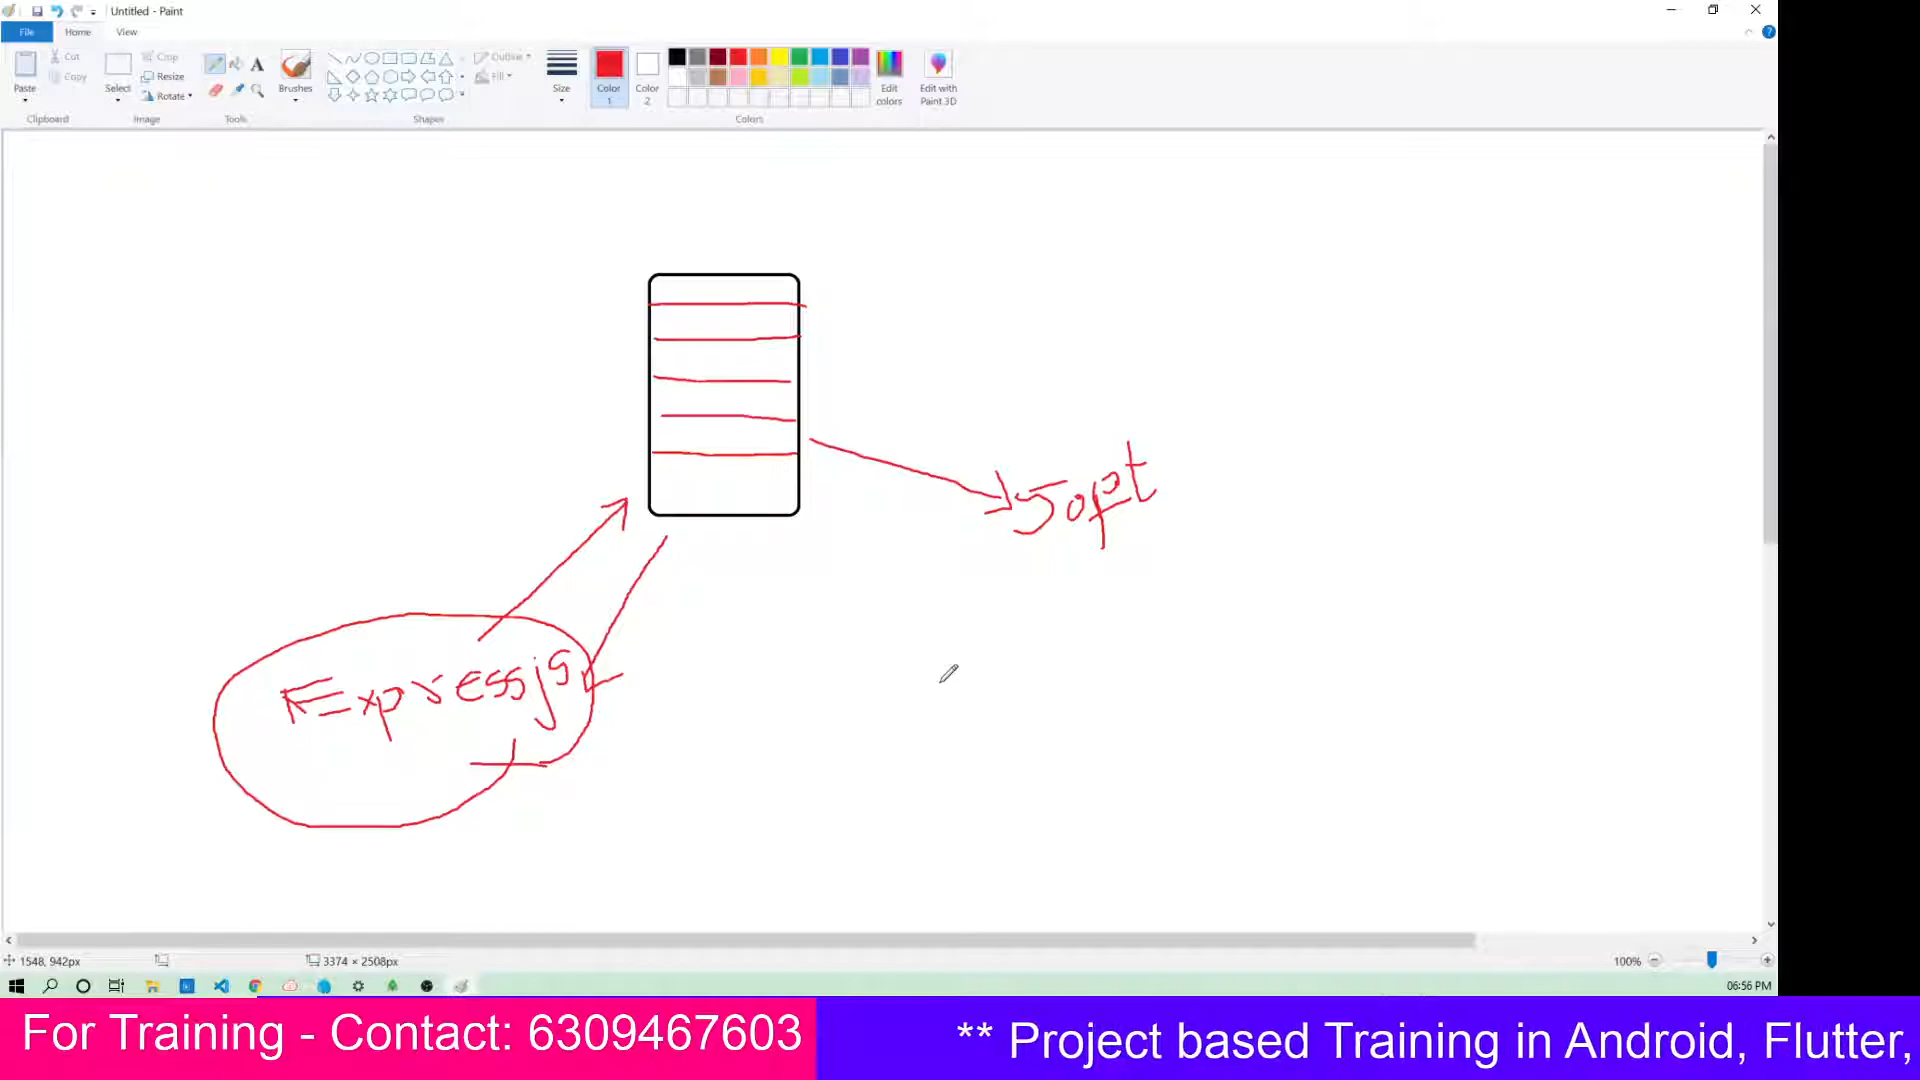 Untitled - Paint
File Home View
Paste
Cut
Copy
Clipboard
Select
Crop
Resize
Rotate
Image
Tools
Brushes
Shapes
Outline
Fill
Size
Color 1
Color 2
Colors
Edit colors
Edit with Paint 3D
Expressjs
1548, 942px
3374 × 2508px
100%
06:56 PM
For Training - Contact: 6309467603
** Project based Training in Android, Flutter,